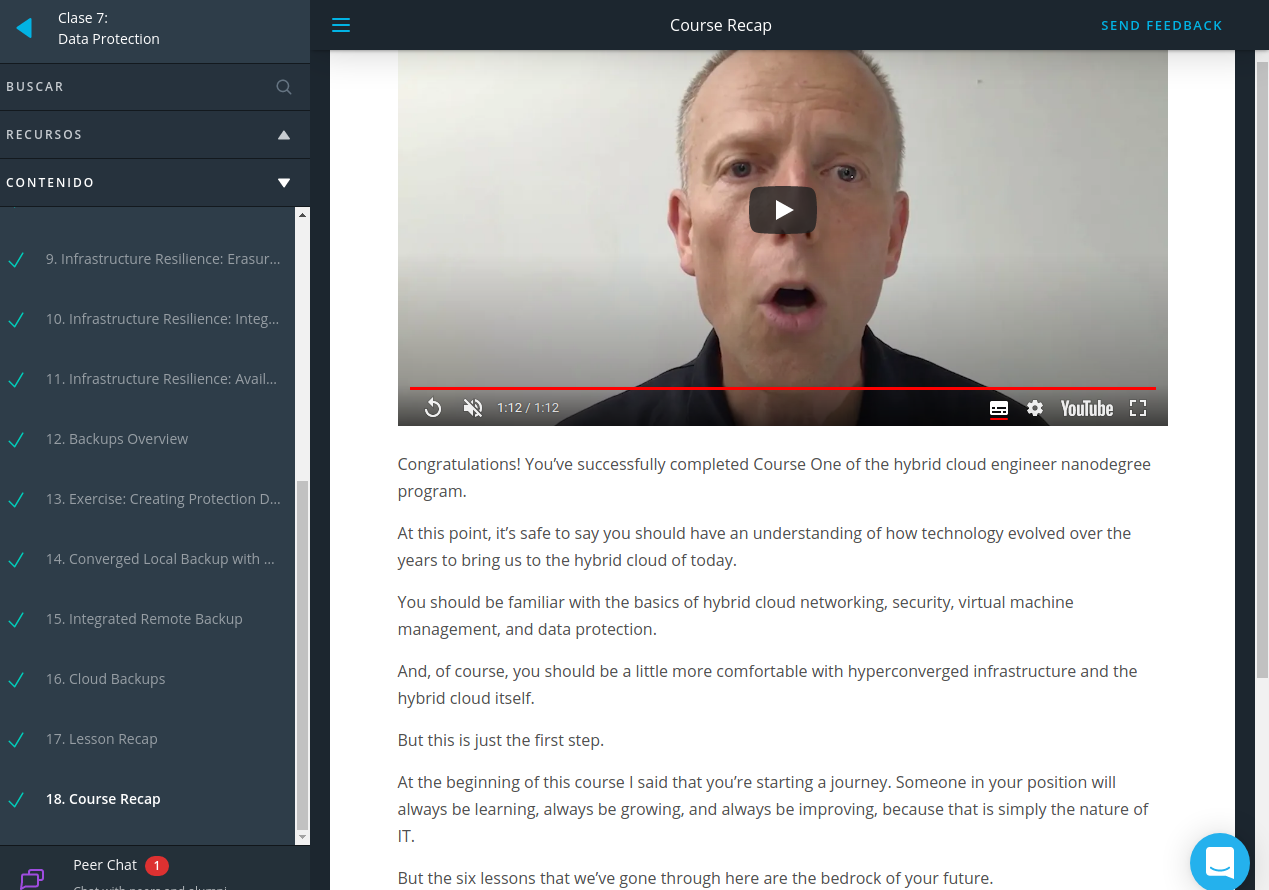 Clase 7:
Data Protection
BUSCAR
RECURSOS
CONTENIDO
9. Infrastructure Resilience: Erasur...
10. Infrastructure Resilience: Integ...
11. Infrastructure Resilience: Avail...
12. Backups Overview
13. Exercise: Creating Protection D...
14. Converged Local Backup with ...
15. Integrated Remote Backup
16. Cloud Backups
17. Lesson Recap
18. Course Recap
Peer Chat 1
Chat with peers and alumni
Course Recap
SEND FEEDBACK
1:12 / 1:12
YouTube
Congratulations! You’ve successfully completed Course One of the hybrid cloud engineer nanodegree
program.
At this point, it’s safe to say you should have an understanding of how technology evolved over the
years to bring us to the hybrid cloud of today.
You should be familiar with the basics of hybrid cloud networking, security, virtual machine
management, and data protection.
And, of course, you should be a little more comfortable with hyperconverged infrastructure and the
hybrid cloud itself.
But this is just the first step.
At the beginning of this course I said that you’re starting a journey. Someone in your position will
always be learning, always be growing, and always be improving, because that is simply the nature of
IT.
But the six lessons that we’ve gone through here are the bedrock of your future.